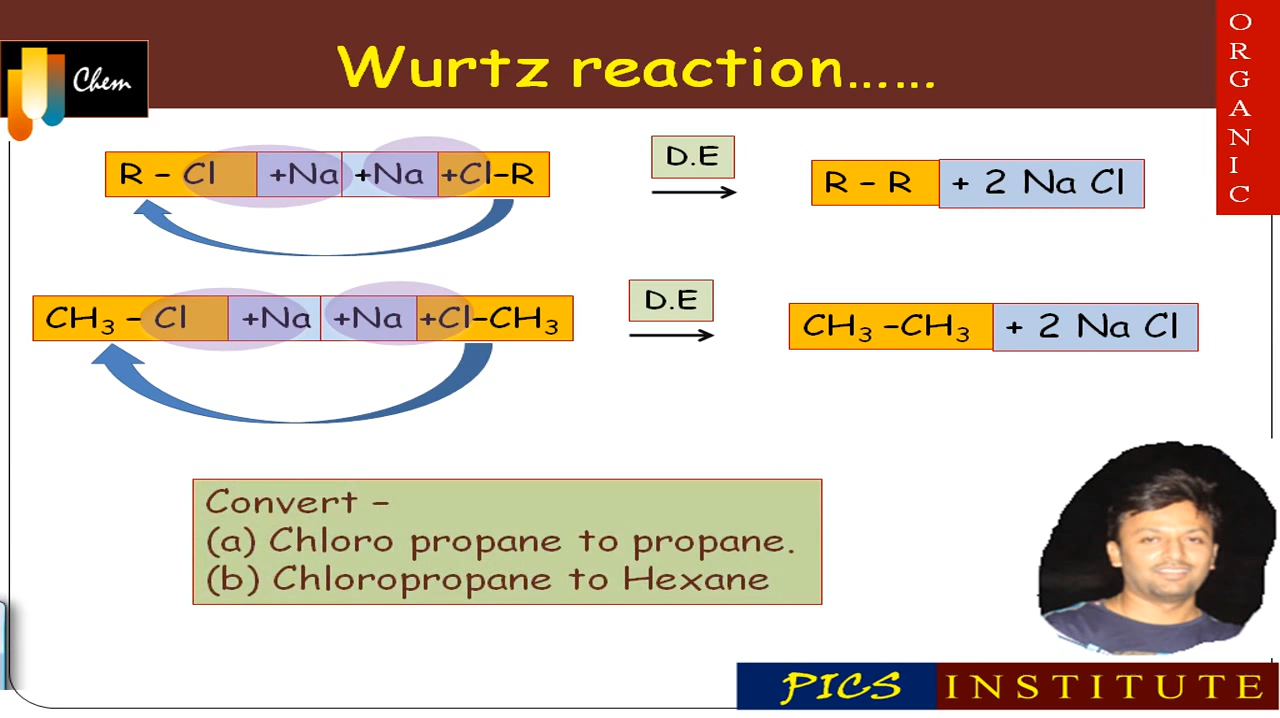 Wurtz reaction......
Chem
ORGANIC
R – Cl +Na +Na +Cl–R
D.E
R – R + 2 Na Cl
CH₃ – Cl +Na +Na +Cl–CH₃
D.E
CH₃ –CH₃ + 2 Na Cl
Convert –
(a) Chloro propane to propane.
(b) Chloropropane to Hexane
PICS INSTITUTE